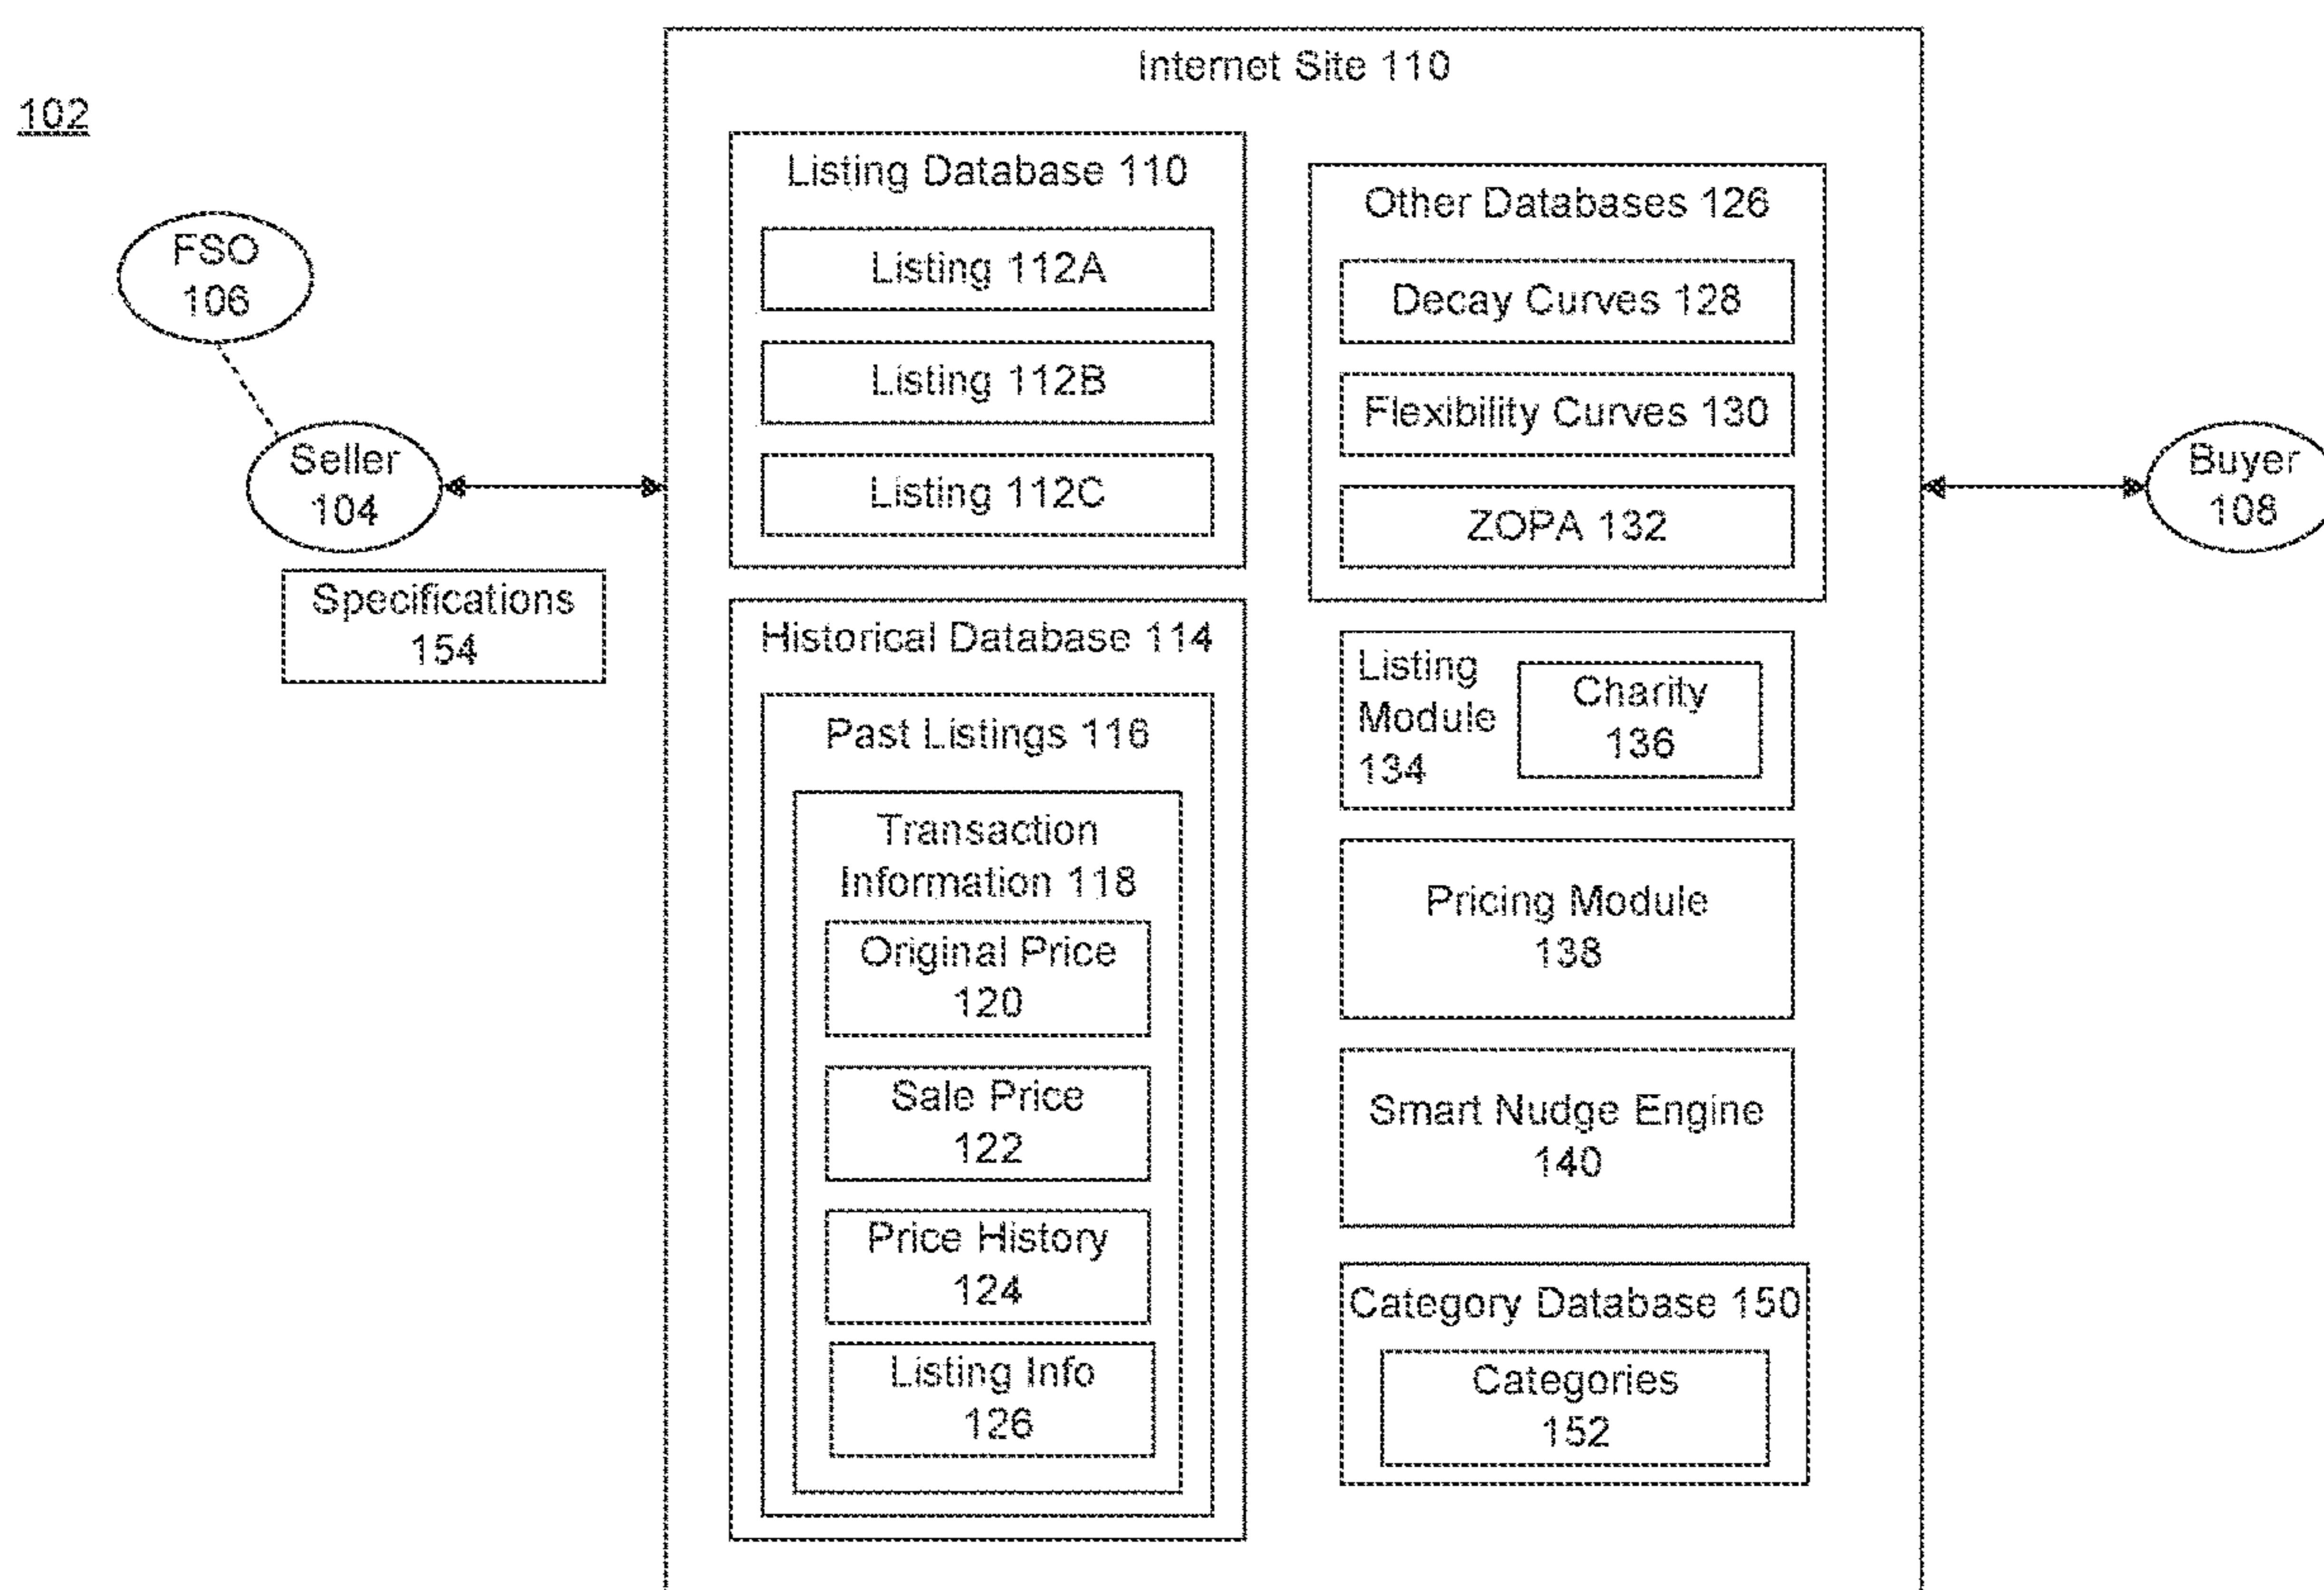 102
FSO
106
Seller
104
Specifications
154
Internet Site 110
Listing Database 110
Listing 112A
Listing 112B
Listing 112C
Historical Database 114
Past Listings 116
Transaction
Information 118
Original Price
120
Sale Price
122
Price History
124
Listing Info
126
Other Databases 126
Decay Curves 128
Flexibility Curves 130
ZOPA 132
Listing
Module
134
Charity
136
Pricing Module
138
Smart Nudge Engine
140
Category Database 150
Categories
152
Buyer
108